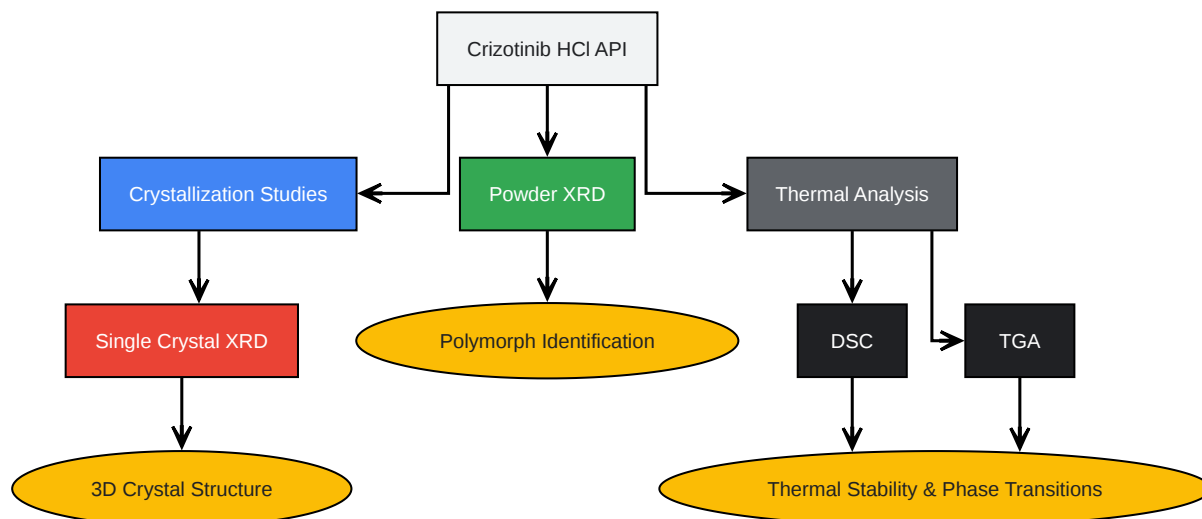 Crizotinib HCl API
Crystallization Studies
Powder XRD
Thermal Analysis
Single Crystal XRD
Polymorph Identification
DSC
TGA
3D Crystal Structure
Thermal Stability & Phase Transitions